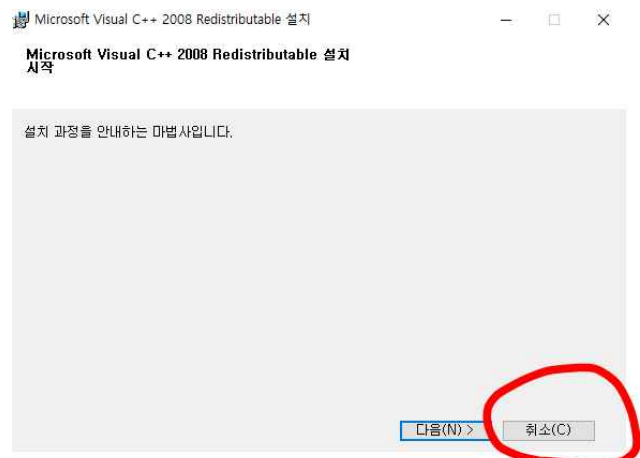 Microsoft Visual C++ 2008 Redistributable 설치
Microsoft Visual C++ 2008 Redistributable 설치
시작
설치 과정을 안내하는 마법사입니다.
다음(N) >
취소(C)